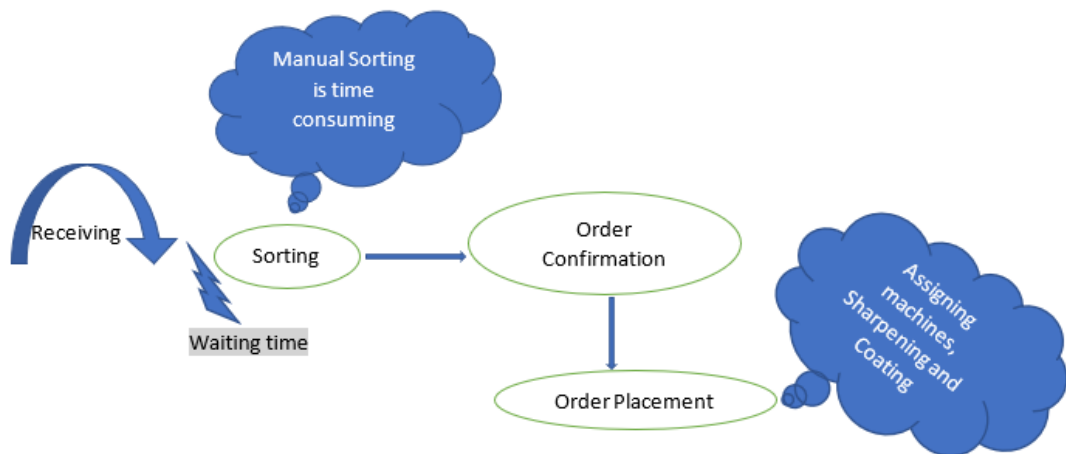 Manual Sorting
is time
consuming
Receiving
Sorting
Waiting time
Order
Confirmation
Order Placement
Assigning
machines,
Sharpening and
Coating